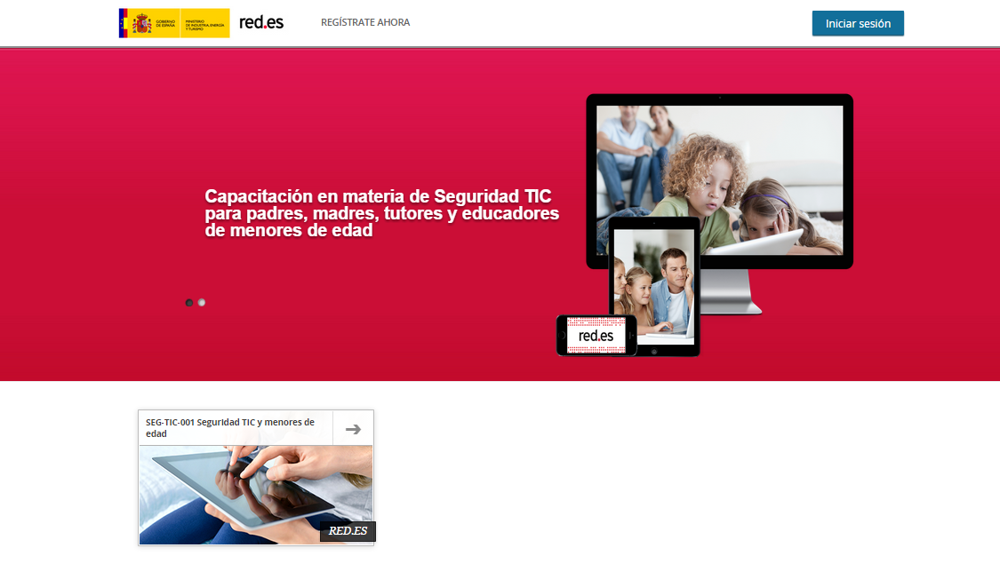 GOBIERNO
DE ESPAÑA
MINISTERIO
DE INDUSTRIA, ENERGÍA
Y TURISMO
red.es
REGÍSTRATE AHORA
Iniciar sesión
Capacitación en materia de Seguridad TIC
para padres, madres, tutores y educadores
de menores de edad
red.es
SEG-TIC-001 Seguridad TIC y menores de
edad
RED.ES